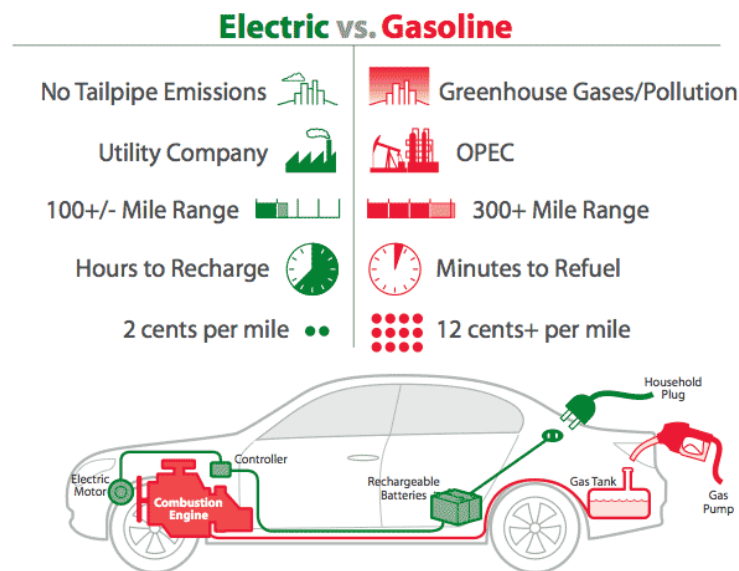 Electric vs. Gasoline
No Tailpipe Emissions
Greenhouse Gases/Pollution
Utility Company
OPEC
100+/- Mile Range
300+ Mile Range
Hours to Recharge
Minutes to Refuel
2 cents per mile
12 cents+ per mile
Household
Plug
Controller
Electric
Motor
Combustion
Engine
Rechargeable
Batteries
Gas Tank
Gas
Pump